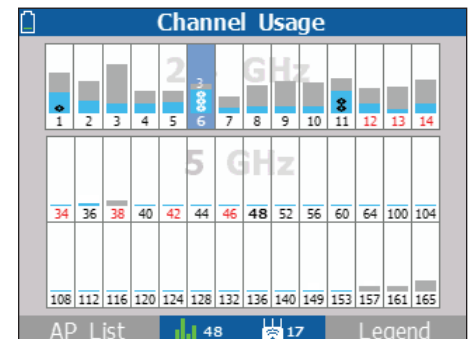 Channel Usage
2.4 GHz
3
1 2 3 4 5 6 7 8 9 10 11 12 13 14
5 GHz
34 36 38 40 42 44 46 48 52 56 60 64 100 104
108 112 116 120 124 128 132 136 140 149 153 157 161 165
AP List 48 17 Legend